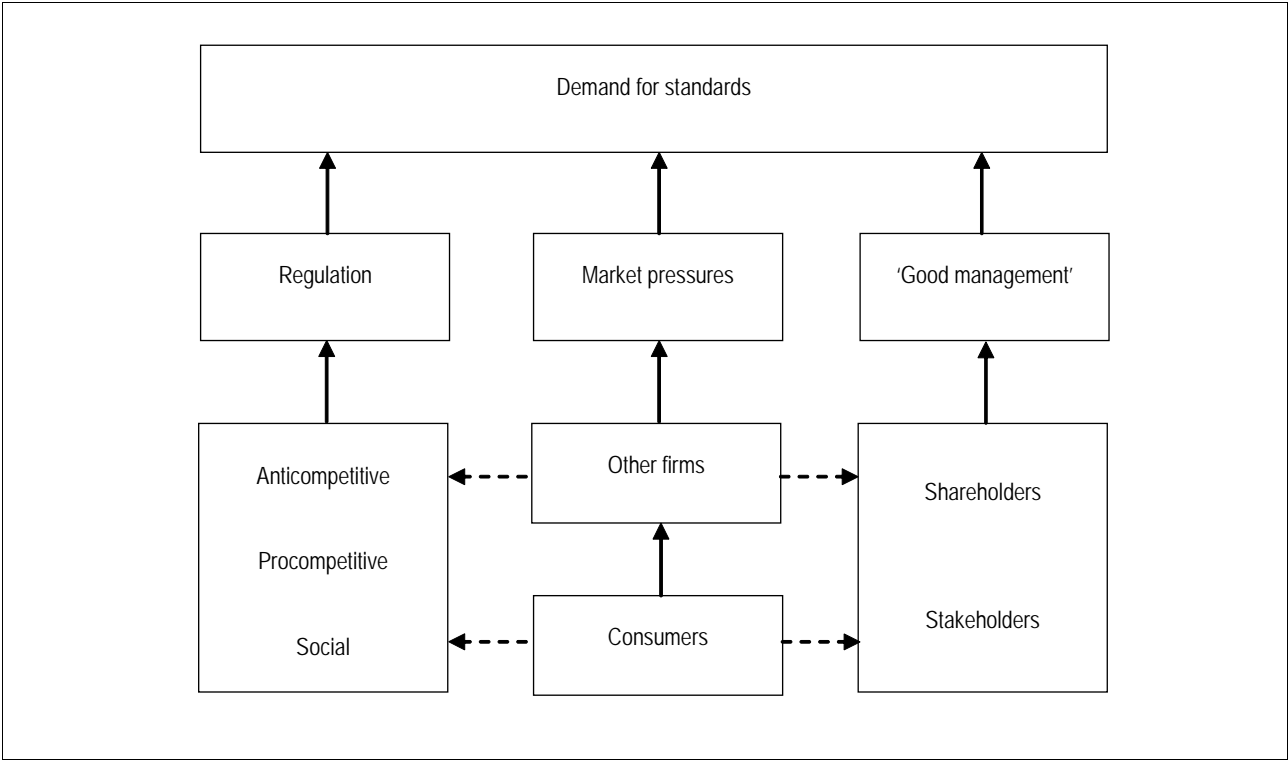 Demand for standards
Regulation
Market pressures
‘Good management’
Anticompetitive
Procompetitive
Social
Other firms
Consumers
Shareholders
Stakeholders